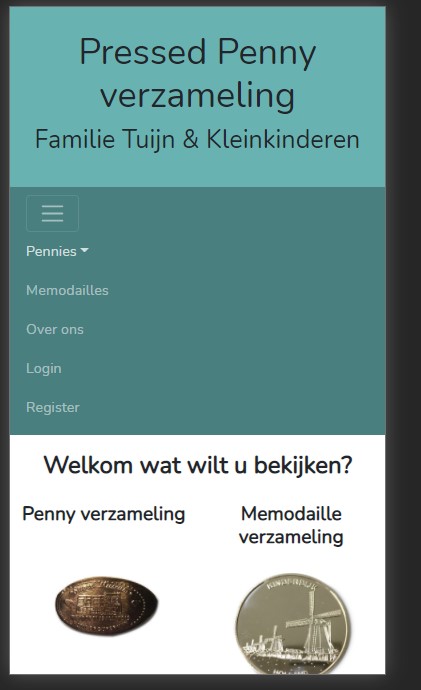 Pressed Penny
verzameling
Familie Tuijn & Kleinkinderen
Pennies
Memodailles
Over ons
Login
Register
Welkom wat wilt u bekijken?
Penny verzameling
Memodaille
verzameling